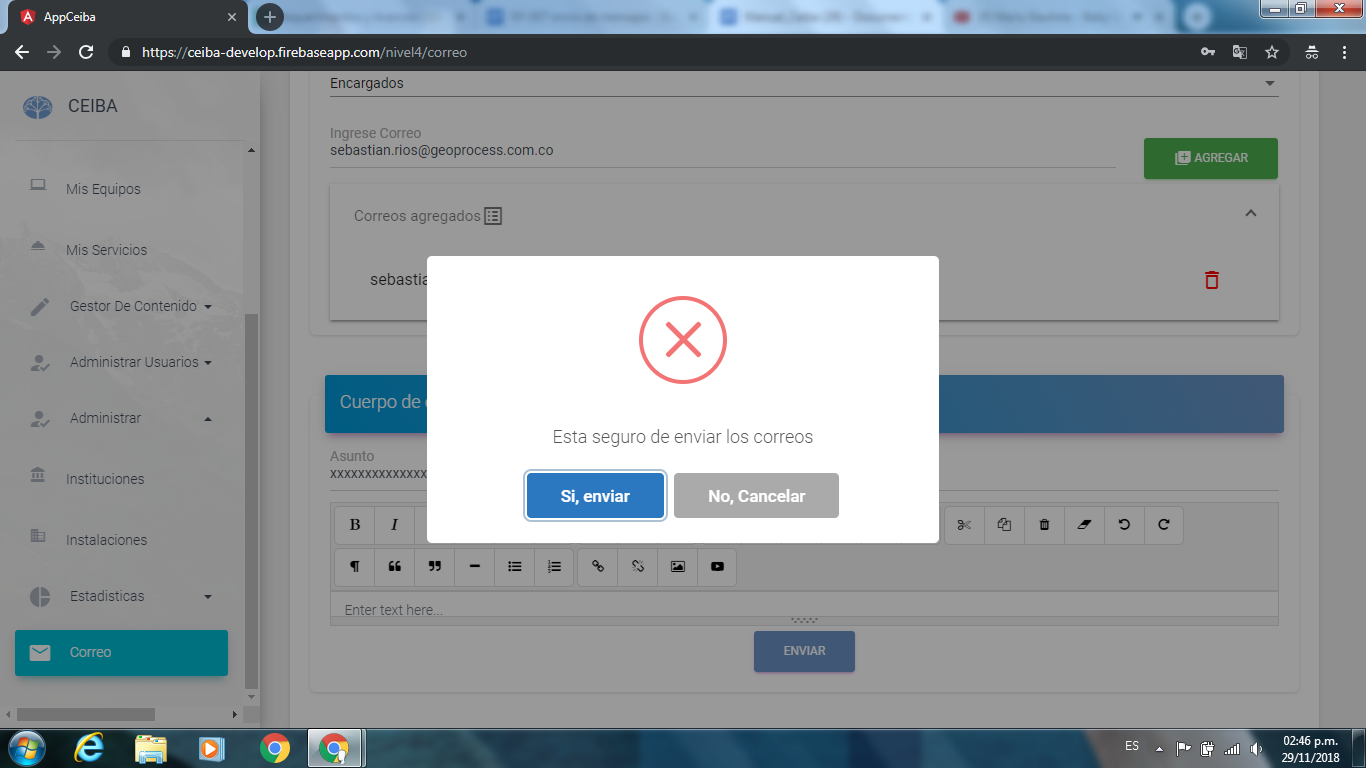 AppCeiba
https://ceiba-develop.firebaseapp.com/nivel4/correo
CEIBA
Mis Equipos
Mis Servicios
Gestor De Contenido
Administrar Usuarios
Administrar
Instituciones
Instalaciones
Estadisticas
Correo
Encargados
Ingrese Correo
sebastian.rios@geoprocess.com.co
AGREGAR
Correos agregados
sebastia
Cuerpo de
Asunto
xxxxxxxxxxxxxx
B I
Enter text here...
ENVIAR
Esta seguro de enviar los correos
Si, enviar
No, Cancelar
ES
02:46 p.m.
29/11/2018